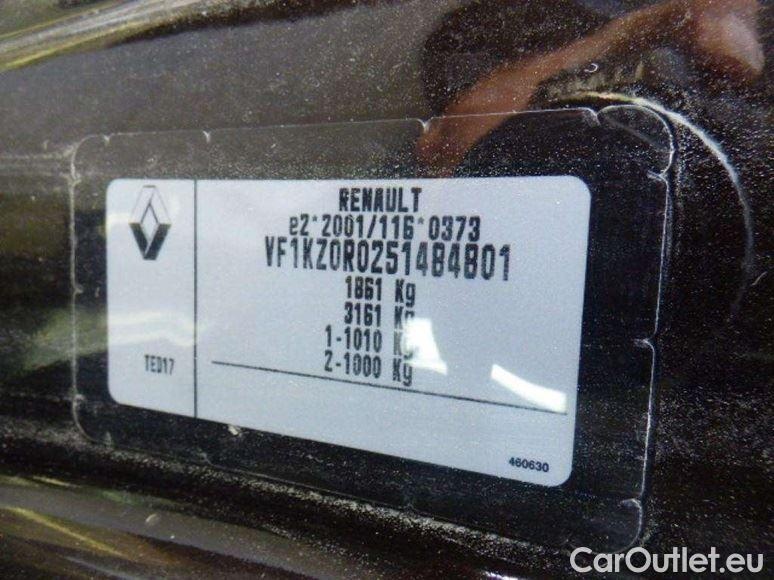 RENAULT
e2*2001/116*0373
VF1KZ0R0251484801
1861 Kg
3161 Kg
1-1010 Kg
2-1000 Kg
TED17
460630
CarOutlet.eu